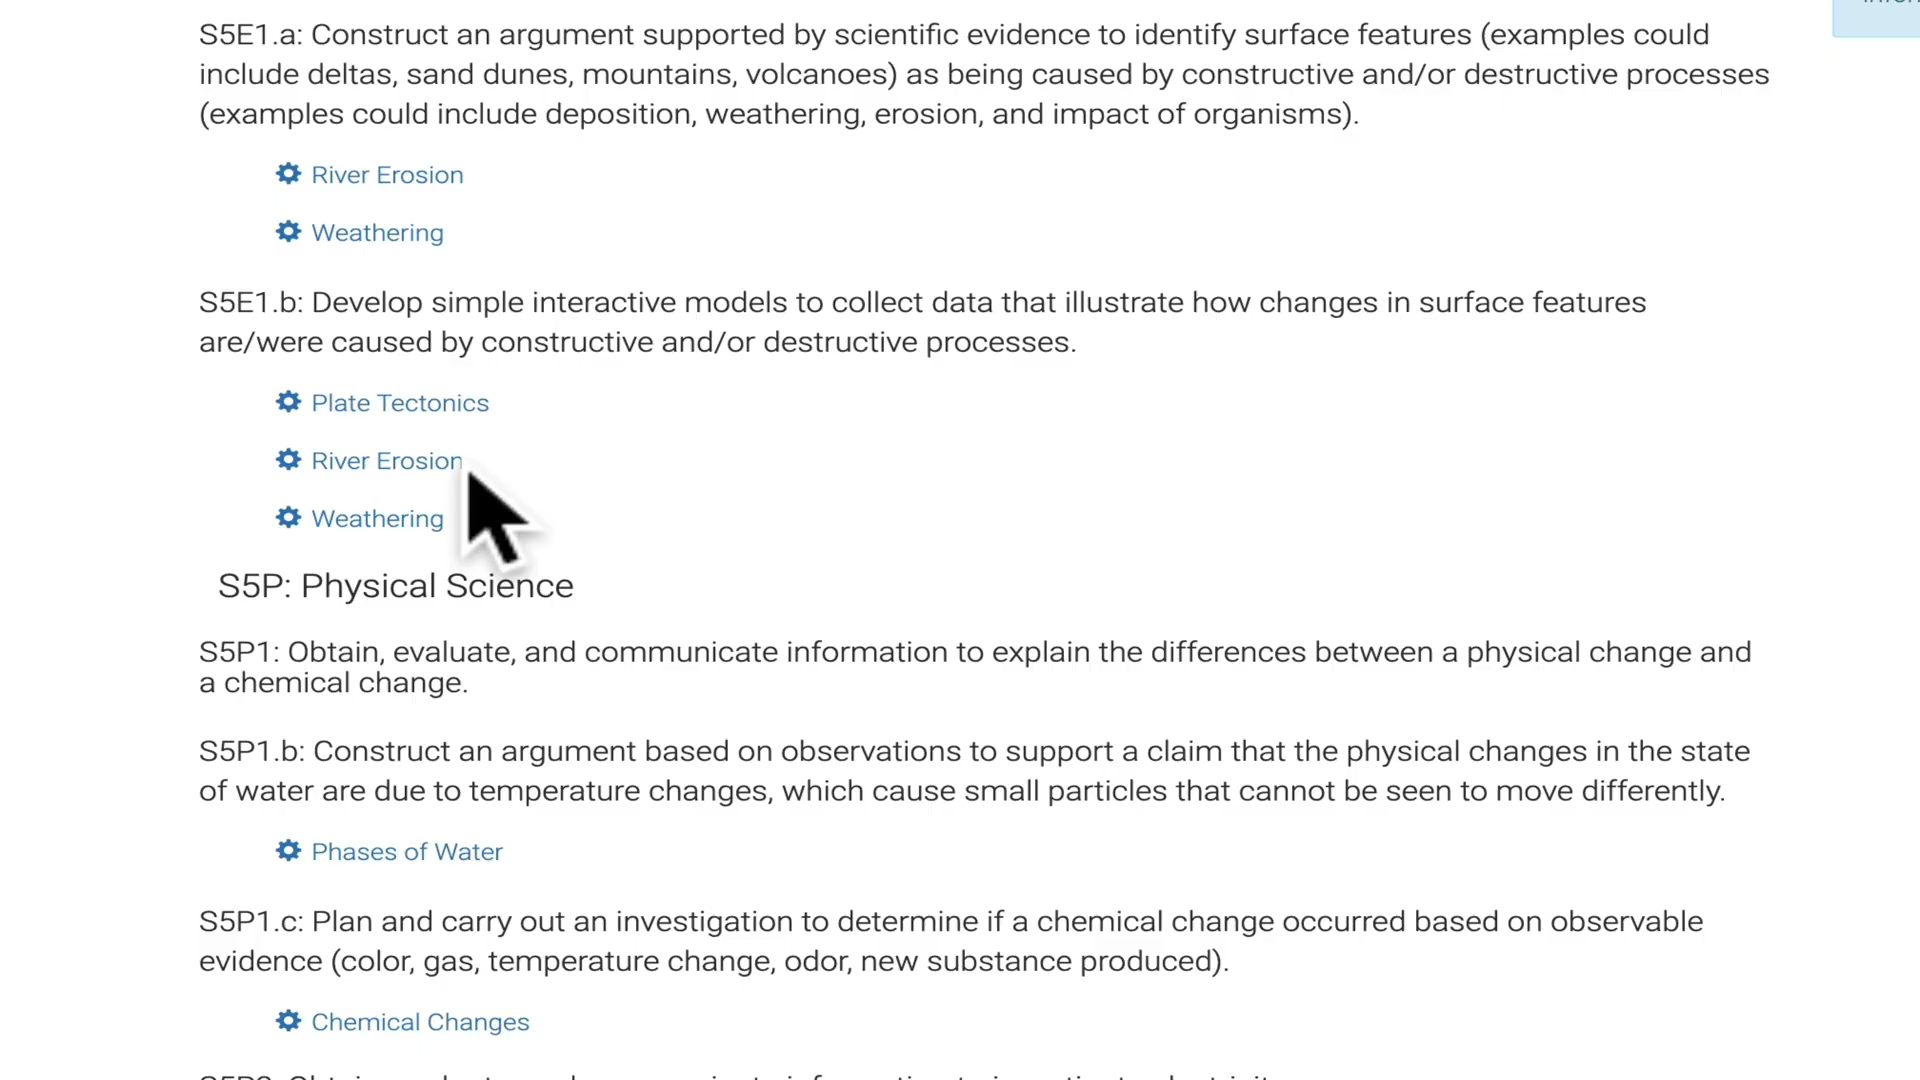 S5E1.a: Construct an argument supported by scientific evidence to identify surface features (examples could
include deltas, sand dunes, mountains, volcanoes) as being caused by constructive and/or destructive processes
(examples could include deposition, weathering, erosion, and impact of organisms).
River Erosion
Weathering
S5E1.b: Develop simple interactive models to collect data that illustrate how changes in surface features
are/were caused by constructive and/or destructive processes.
Plate Tectonics
River Erosion
Weathering
S5P: Physical Science
S5P1: Obtain, evaluate, and communicate information to explain the differences between a physical change and
a chemical change.
S5P1.b: Construct an argument based on observations to support a claim that the physical changes in the state
of water are due to temperature changes, which cause small particles that cannot be seen to move differently.
Phases of Water
S5P1.c: Plan and carry out an investigation to determine if a chemical change occurred based on observable
evidence (color, gas, temperature change, odor, new substance produced).
Chemical Changes